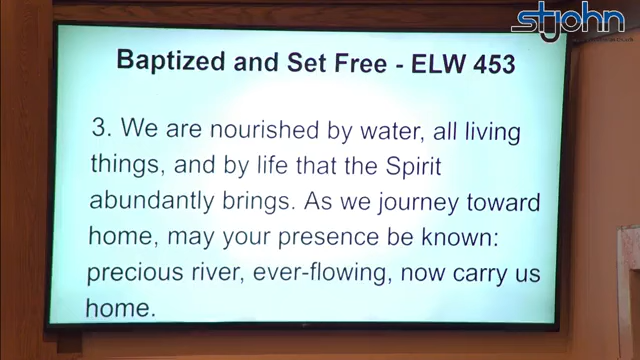 stjohn
Baptized and Set Free - ELW 453
3. We are nourished by water, all living
things, and by life that the Spirit
abundantly brings. As we journey toward
home, may your presence be known:
precious river, ever-flowing, now carry us
home.